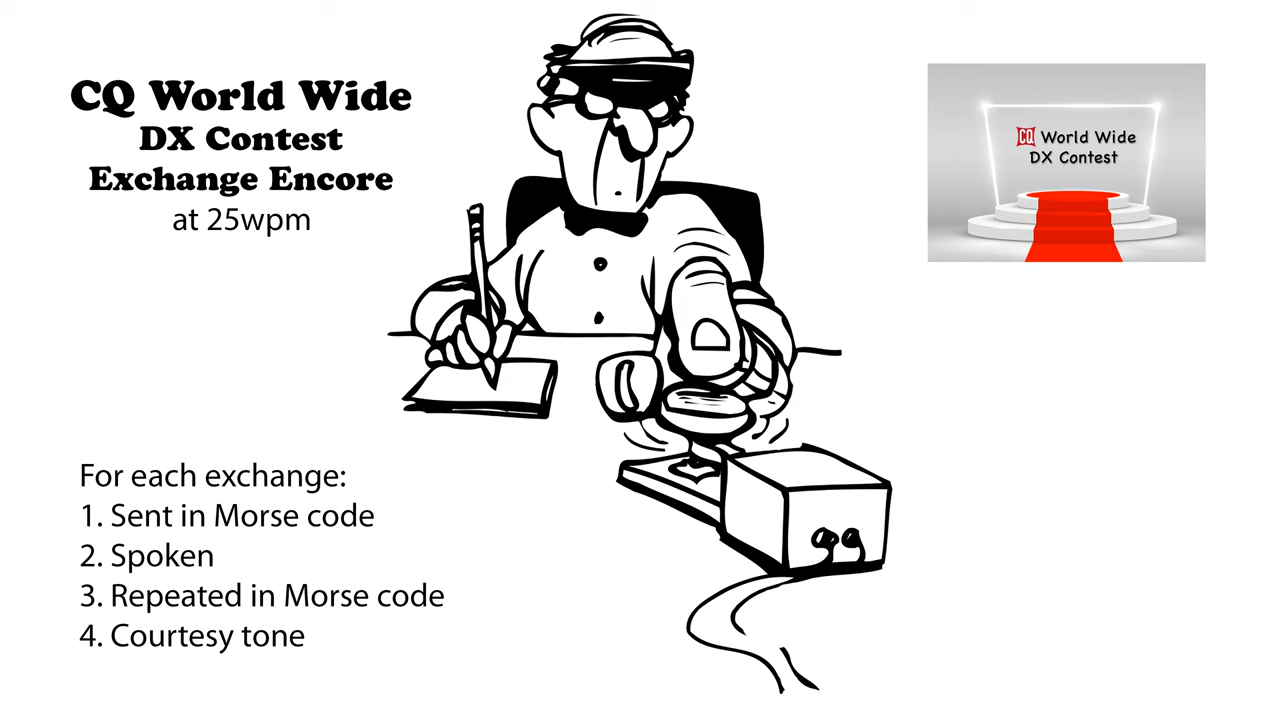 CQ World Wide
DX Contest
Exchange Encore
at 25wpm
CQ World Wide
DX Contest
For each exchange:
1. Sent in Morse code
2. Spoken
3. Repeated in Morse code
4. Courtesy tone